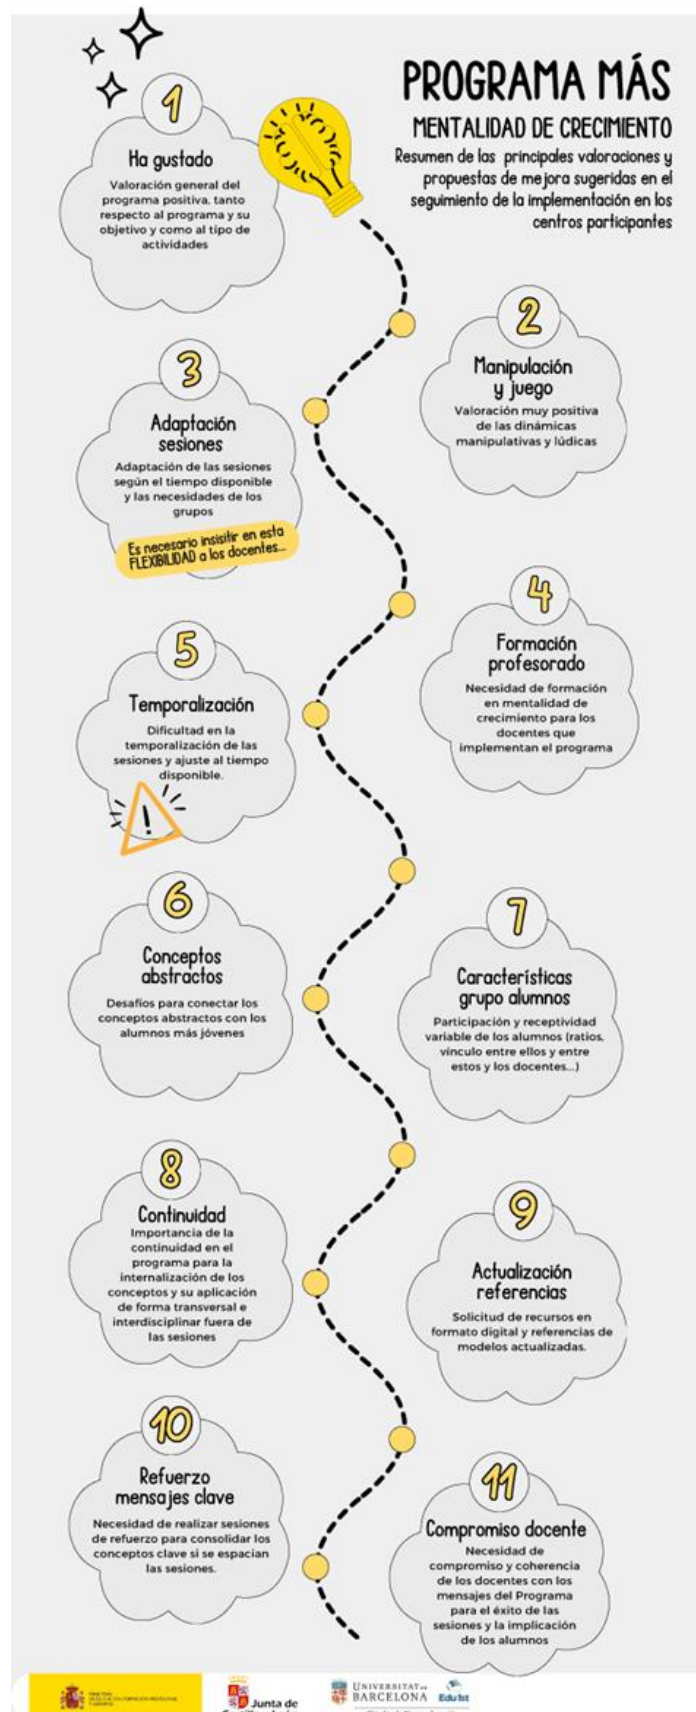 PROGRAMA MÁS
MENTALIDAD DE CRECIMIENTO
Resumen de las principales valoraciones y
propuestas de mejora sugeridas en el
seguimiento de la implementación en los
centros participantes
1
Ha gustado
Valoración general del
programa positiva, tanto
respecto al programa y su
objetivo y como al tipo de
actividades
2
Manipulación
y juego
Valoración muy positiva
de las dinámicas
manipulativas y lúdicas
3
Adaptación
sesiones
Adaptación de las sesiones
según el tiempo disponible
y las necesidades de los
grupos
Es necesario insisitir en esta
FLEXIBILIDAD a los docentes...
4
Formación
profesorado
Necesidad de formación
en mentalidad de
crecimiento para los
docentes que
implementan el programa
5
Temporalización
Dificultad en la
temporalización de las
sesiones y ajuste al tiempo
disponible.
!
6
Conceptos
abstractos
Desafíos para conectar los
conceptos abstractos con los
alumnos más jóvenes
7
Características
grupo alumnos
Participación y receptividad
variable de los alumnos (ratios,
vínculo entre ellos y entre
estos y los docentes...)
8
Continuidad
Importancia de la
continuidad en el
programa para la
internalización de los
conceptos y su aplicación
de forma transversal e
interdisciplinar fuera de
las sesiones
9
Actualización
referencias
Solicitud de recursos en
formato digital y referencias de
modelos actualizadas.
10
Refuerzo
mensajes clave
Necesidad de realizar sesiones
de refuerzo para consolidar los
conceptos clave si se espacian
las sesiones.
11
Compromiso docente
Necesidad de
compromiso y coherencia
de los docentes con los
mensajes del Programa
para el éxito de las
sesiones y la implicación
de los alumnos
Junta de
UNIVERSITAT DE
BARCELONA
Edu1st